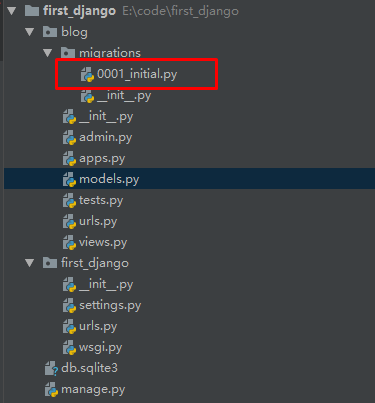 first_django E:\code\first_django
blog
migrations
0001_initial.py
__init__.py
__init__.py
admin.py
apps.py
models.py
tests.py
urls.py
views.py
first_django
__init__.py
settings.py
urls.py
wsgi.py
db.sqlite3
manage.py